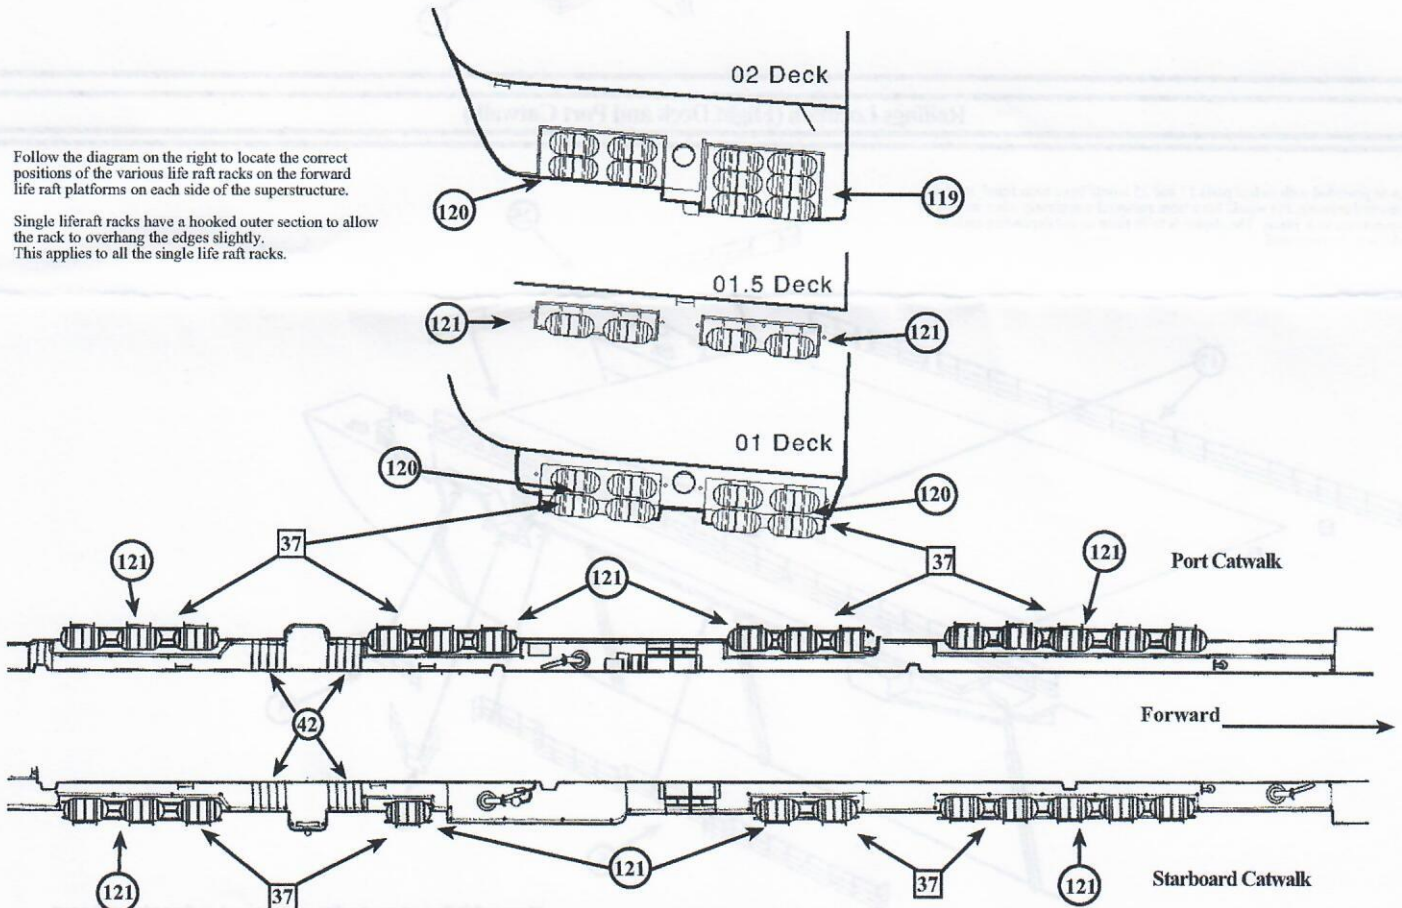 02 Deck
Follow the diagram on the right to locate the correct
positions of the various life raft racks on the forward
life raft platforms on each side of the superstructure.
Single liferaft racks have a hooked outer section to allow
the rack to overhang the edges slightly.
This applies to all the single life raft racks.
120
119
01.5 Deck
121
121
01 Deck
120
120
37
37
121
121
121
Port Catwalk
42
Forward
121
37
121
37
121
Starboard Catwalk